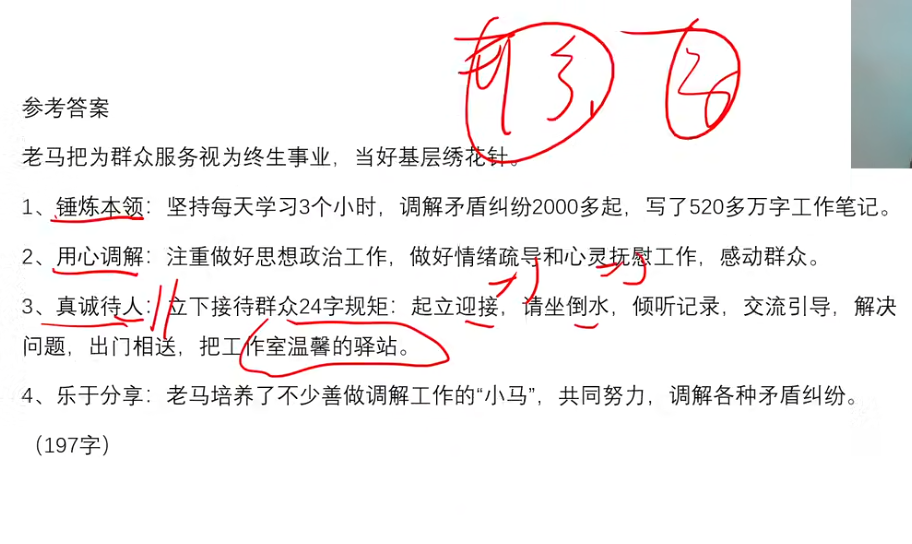 参考答案
老马把为群众服务视为终生事业，当好基层绣花针。
1、锤炼本领：坚持每天学习3个小时，调解矛盾纠纷2000多起，写了520多万字工作笔记。
2、用心调解：注重做好思想政治工作，做好情绪疏导和心灵抚慰工作，感动群众。
3、真诚待人：立下接待群众24字规矩：起立迎接，请坐倒水，倾听记录，交流引导，解决
问题，出门相送，把工作室温馨的驿站。
4、乐于分享：老马培养了不少善做调解工作的“小马”，共同努力，调解各种矛盾纠纷。
（197字）